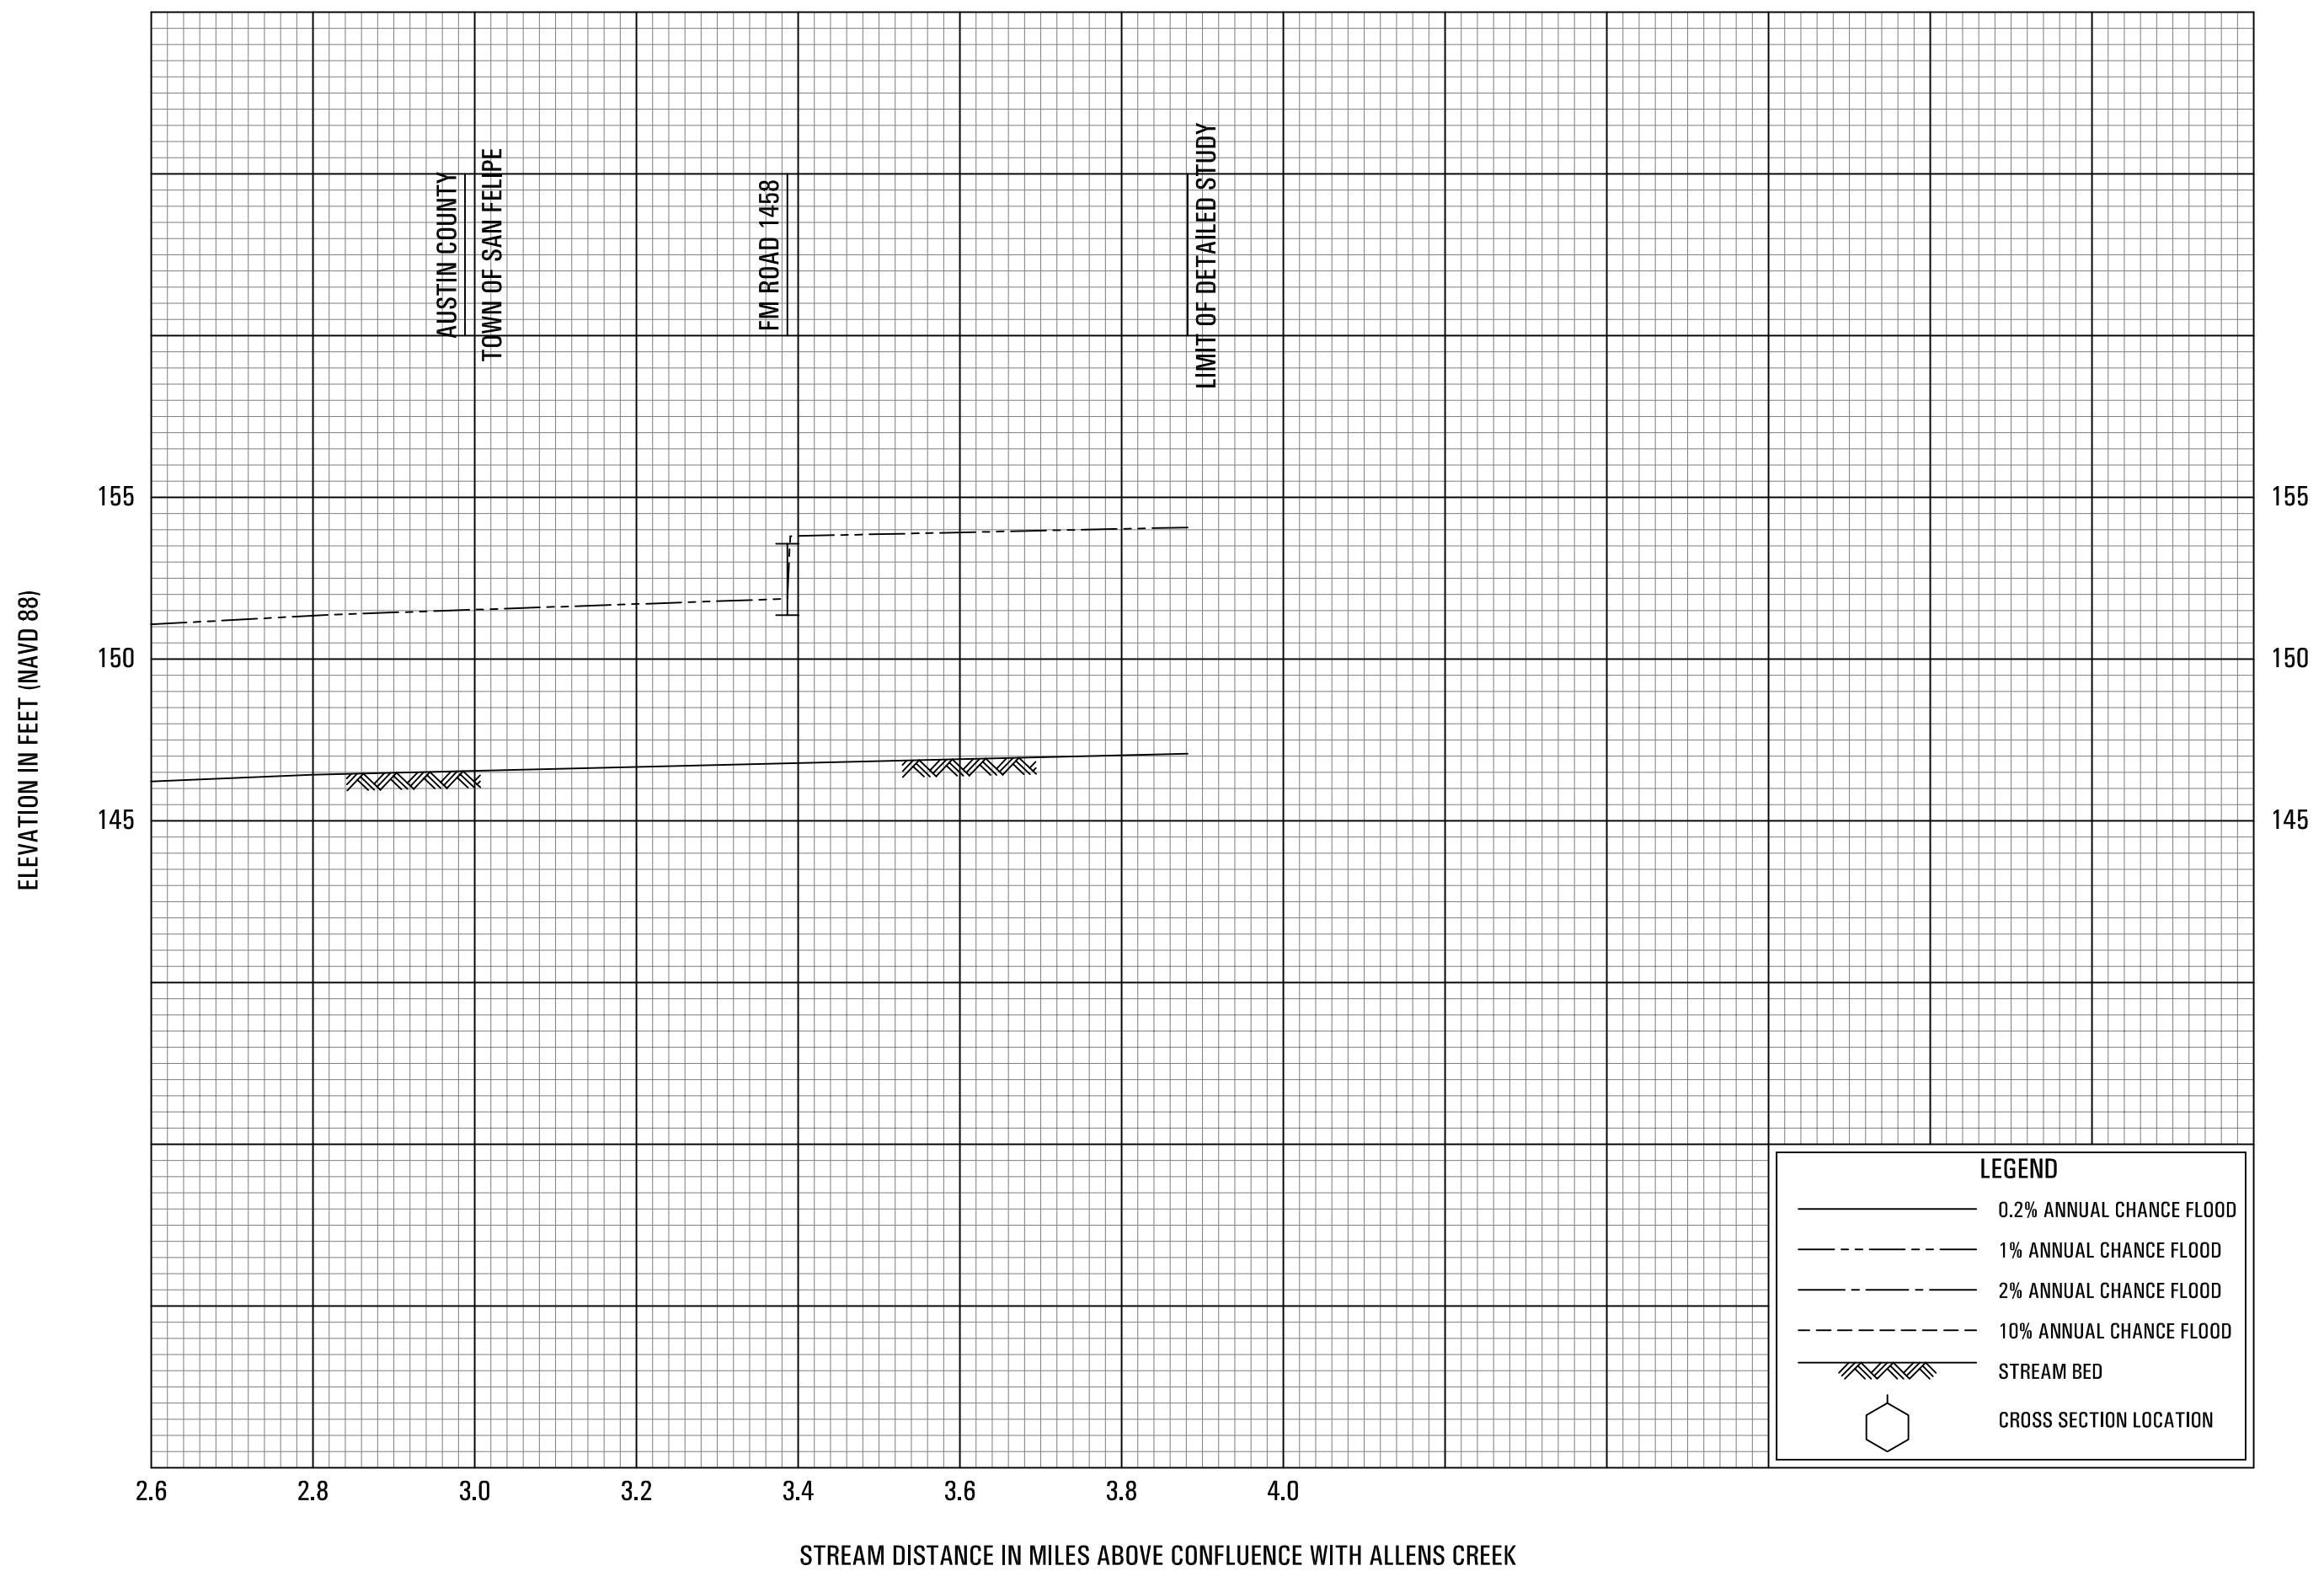 AUSTIN COUNTY
TOWN OF SAN FELIPE
FM ROAD 1458
LIMIT OF DETAILED STUDY
ELEVATION IN FEET (NAVD 88)
155
155
150
150
145
145
LEGEND
0.2% ANNUAL CHANCE FLOOD
1% ANNUAL CHANCE FLOOD
2% ANNUAL CHANCE FLOOD
10% ANNUAL CHANCE FLOOD
STREAM BED
CROSS SECTION LOCATION
2.6 2.8 3.0 3.2 3.4 3.6 3.8 4.0
STREAM DISTANCE IN MILES ABOVE CONFLUENCE WITH ALLENS CREEK